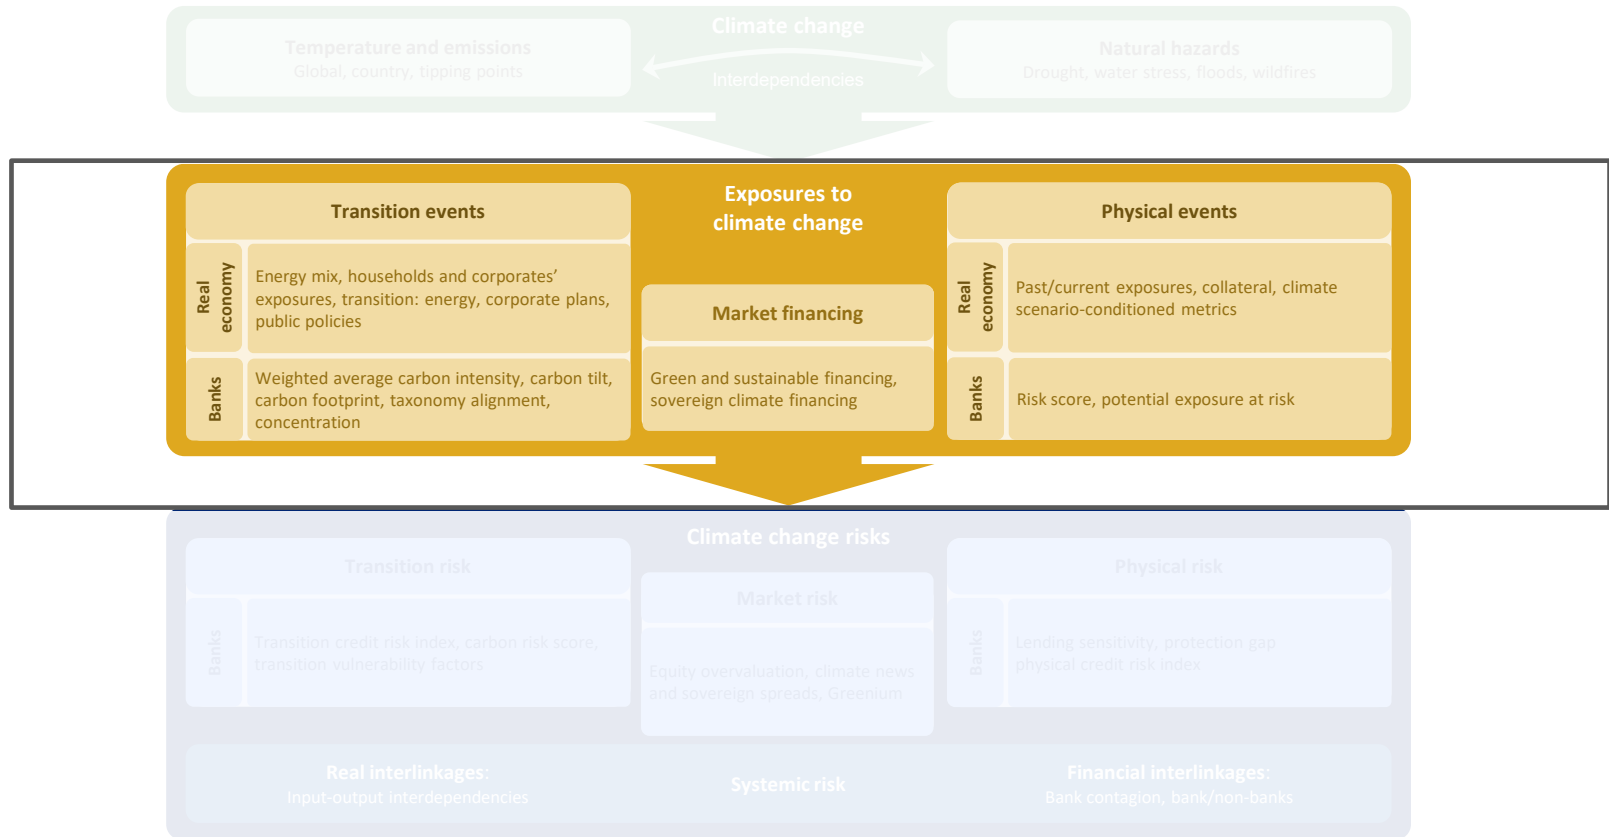 Climate change
Temperature and emissions
Global, country, tipping points
Interdependencies
Natural hazards
Drought, water stress, floods, wildfires
Exposures to
climate change
Transition events
Real
economy
Energy mix, households and corporates’
exposures, transition: energy, corporate plans,
public policies
Banks
Weighted average carbon intensity, carbon tilt,
carbon footprint, taxonomy alignment,
concentration
Market financing
Green and sustainable financing,
sovereign climate financing
Physical events
Real
economy
Past/current exposures, collateral, climate
scenario-conditioned metrics
Banks
Risk score, potential exposure at risk
Climate change risks
Transition risk
Banks
Transition credit risk index, carbon risk score,
transition vulnerability factors
Market risk
Equity overvaluation, climate news
and sovereign spreads, Greenium
Physical risk
Banks
Lending sensitivity, protection gap
physical credit risk index
Real interlinkages:
Input-output interdependencies
Systemic risk
Financial interlinkages:
Bank contagion, bank/non-banks